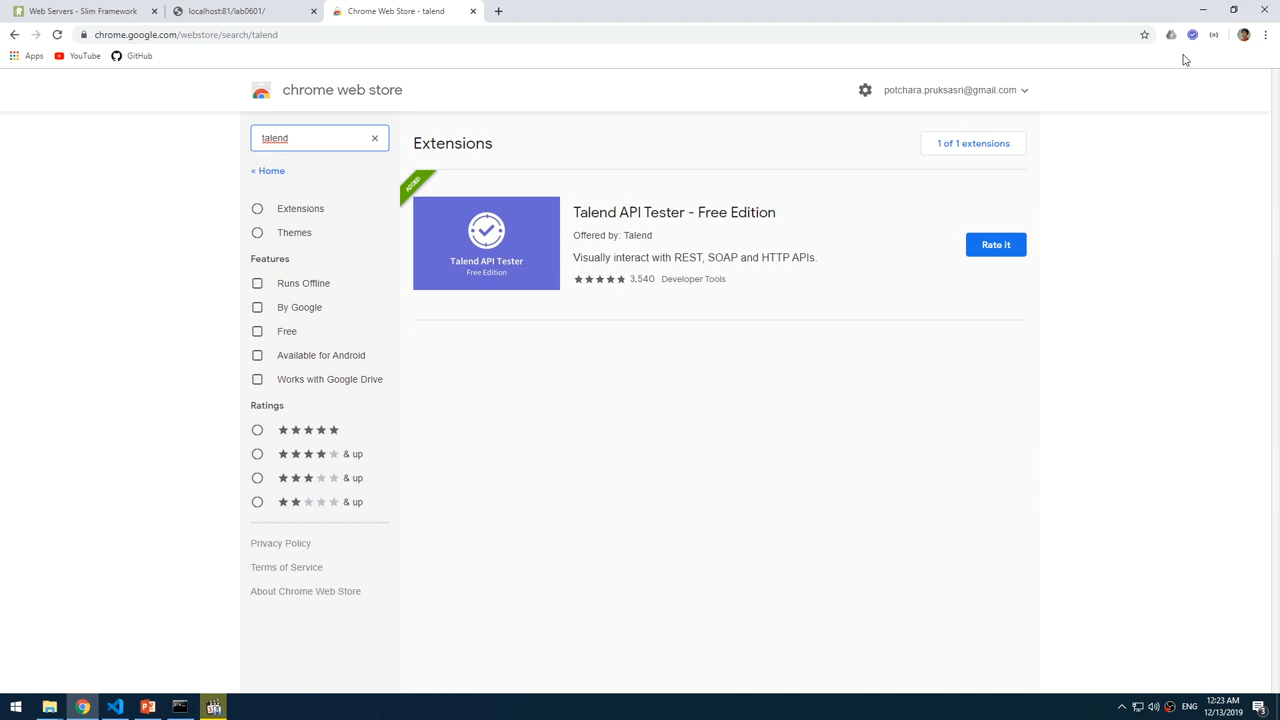 Web Servers - Slim Framework
localhost:81/lab0601/
Chrome Web Store - talend
chrome.google.com/webstore/search/talend
Apps
YouTube
GitHub
chrome web store
potchara.pruksasri@gmail.com
talend
« Home
Extensions
Themes
Features
Runs Offline
By Google
Free
Available for Android
Works with Google Drive
Ratings
& up
& up
& up
Privacy Policy
Terms of Service
About Chrome Web Store
Extensions
1 of 1 extensions
ADDED
Talend API Tester
Free Edition
Talend API Tester - Free Edition
Offered by: Talend
Visually interact with REST, SOAP and HTTP APIs.
3,540 Developer Tools
Rate it
ENG
12:23 AM
12/13/2019
3